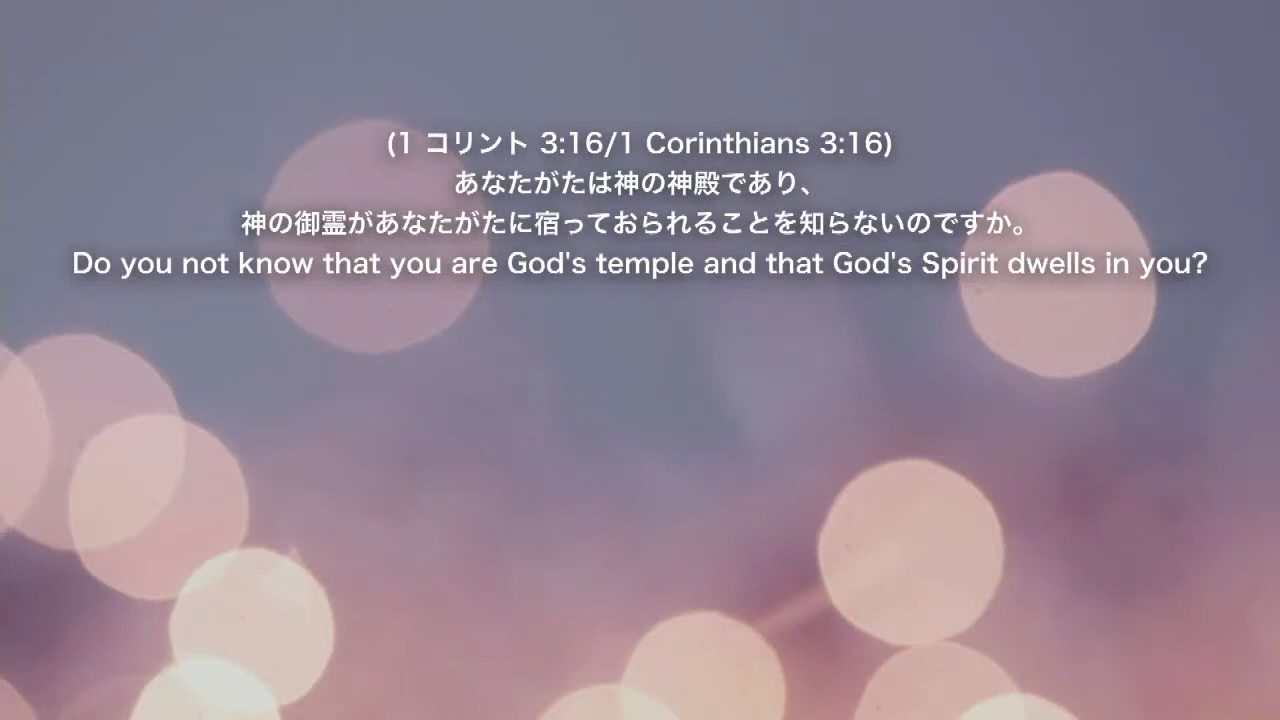 (1 コリント 3:16/1 Corinthians 3:16)
あなたがたは神の神殿であり、
神の御霊があなたがたに宿っておられることを知らないのですか。
Do you not know that you are God's temple and that God's Spirit dwells in you?